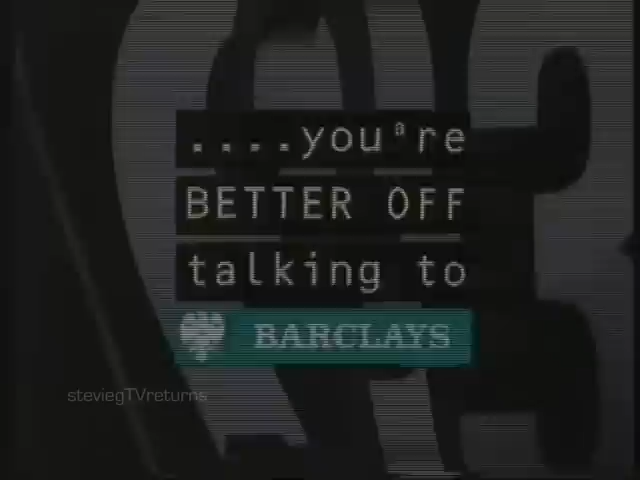 ....you're
BETTER OFF
talking to
BARCLAYS
steviegTVreturns